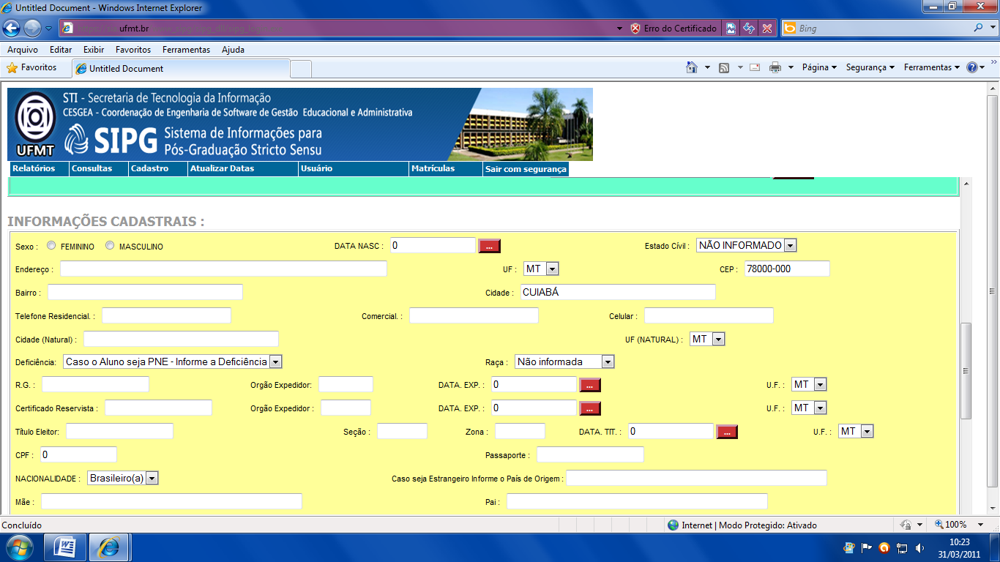 Untitled Document - Windows Internet Explorer
ufmt.br
Erro do Certificado
Bing
Arquivo Editar Exibir Favoritos Ferramentas Ajuda
Favoritos Untitled Document Página Segurança Ferramentas
STI - Secretaria de Tecnologia da Informação
CESGEA - Coordenação de Engenharia de Software de Gestão Educacional e Administrativa
UFMT SIPG Sistema de Informações para
Pós-Graduação Stricto Sensu
Relatórios Consultas Cadastro Atualizar Datas Usuário Matrículas Sair com segurança
INFORMAÇÕES CADASTRAIS :
Sexo : FEMININO MASCULINO DATA NASC : 0 ... Estado Cívil : NÃO INFORMADO
Endereço : UF : MT CEP : 78000-000
Bairro : Cidade : CUIABÁ
Telefone Residencial. : Comercial. : Celular :
Cidade (Natural) : UF (NATURAL) : MT
Deficiência: Caso o Aluno seja PNE - Informe a Deficiência Raça : Não informada
R.G. : Orgão Expedidor: DATA. EXP. : 0 ... U.F. : MT
Certificado Reservista : Orgão Expedidor : DATA. EXP. : 0 ... U.F. : MT
Título Eleitor: Seção : Zona : DATA. TIT. : 0 ... U.F. : MT
CPF : 0 Passaporte :
NACIONALIDADE : Brasileiro(a) Caso seja Estrangeiro Informe o País de Origem :
Mãe : Pai :
Concluído Internet | Modo Protegido: Ativado 100%
10:23
31/03/2011